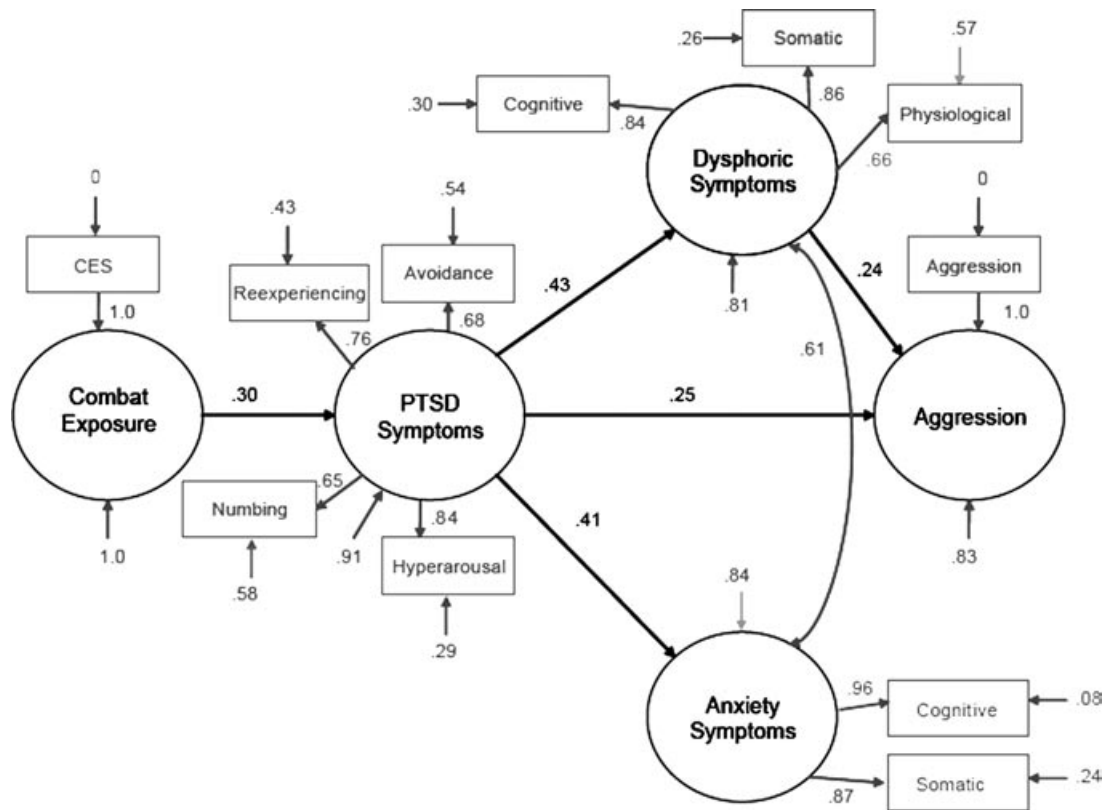 .57
.26
Somatic
.30
Cognitive
.84
.86
Physiological
.66
Dysphoric
Symptoms
0
.54
0
.43
CES
Avoidance
Aggression
Reexperiencing
.43
.24
.81
1.0
.76
.68
1.0
.61
Combat
Exposure
.30
PTSD
Symptoms
.25
Aggression
.65
Numbing
.84
.41
1.0
.91
Hyperarousal
.83
.58
.84
.29
Anxiety
Symptoms
.96
Cognitive
.08
.87
Somatic
.24